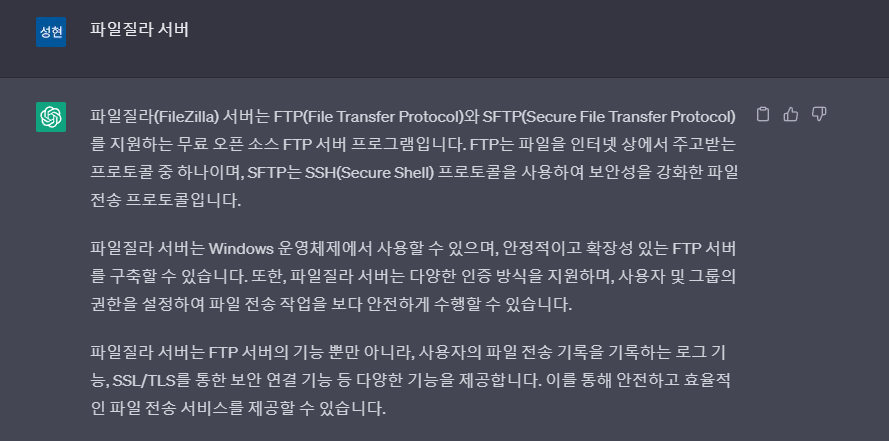 성현
파일질라 서버
파일질라(FileZilla) 서버는 FTP(File Transfer Protocol)와 SFTP(Secure File Transfer Protocol)
를 지원하는 무료 오픈 소스 FTP 서버 프로그램입니다. FTP는 파일을 인터넷 상에서 주고받는
프로토콜 중 하나이며, SFTP는 SSH(Secure Shell) 프로토콜을 사용하여 보안성을 강화한 파일
전송 프로토콜입니다.
파일질라 서버는 Windows 운영체제에서 사용할 수 있으며, 안정적이고 확장성 있는 FTP 서버
를 구축할 수 있습니다. 또한, 파일질라 서버는 다양한 인증 방식을 지원하며, 사용자 및 그룹의
권한을 설정하여 파일 전송 작업을 보다 안전하게 수행할 수 있습니다.
파일질라 서버는 FTP 서버의 기능 뿐만 아니라, 사용자의 파일 전송 기록을 기록하는 로그 기
능, SSL/TLS를 통한 보안 연결 기능 등 다양한 기능을 제공합니다. 이를 통해 안전하고 효율적
인 파일 전송 서비스를 제공할 수 있습니다.